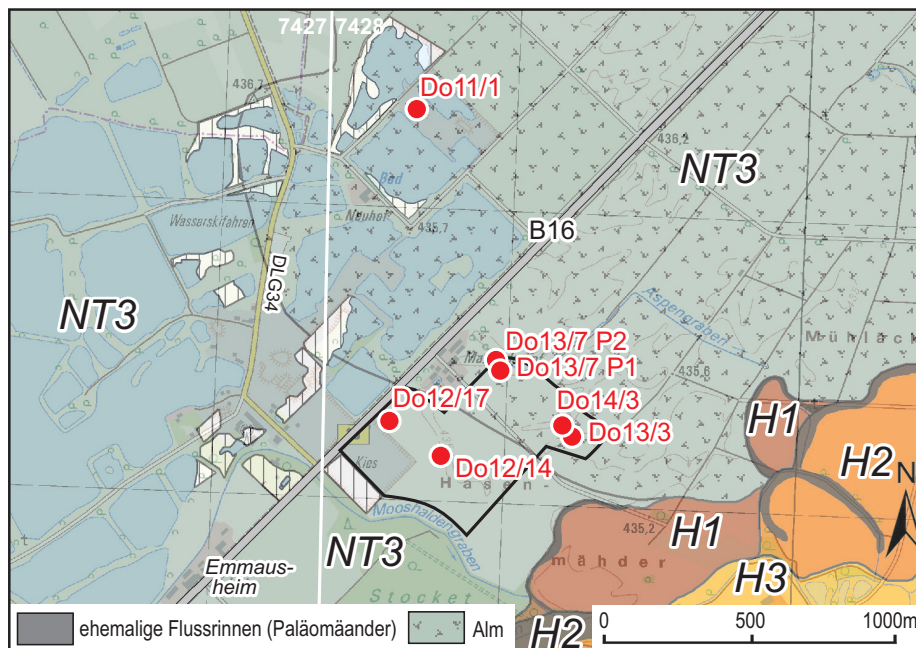 7427 7428
Do11/1
436,7
436,2
NT3
Bad
Neuhof
435,7
Wasserskifahren
B16
DLG34
NT3
Aspengraben
Mühlack
Do13/7 P2
Do13/7 P1
435,6
Do12/17
Do14/3
Do13/3
H1
H2
Kies
Do12/14
Hasen-
N
Mooshaldengraben
435,2
H1
NT3
mähder
Emmaus-
heim
H3
Stocket
H2
ehemalige Flussrinnen (Paläomäander)
Alm
0 500 1000m